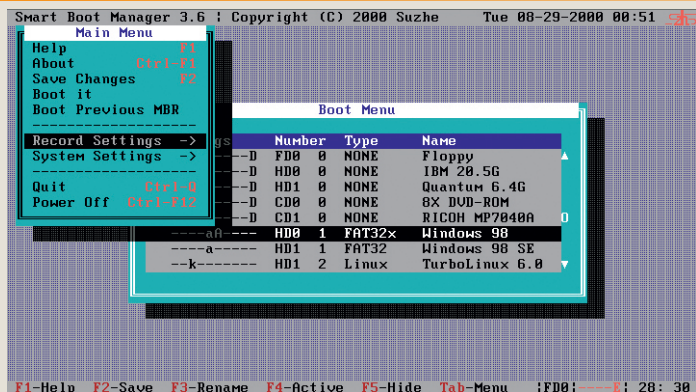 Smart Boot Manager 3.6 ¦ Copyright (C) 2000 Suzhe Tue 08-29-2000 00:51
Main Menu
Help F1
About Ctrl-F1
Save Changes F2
Boot it
Boot Previous MBR
--------------------
Record Settings ->
System Settings ->
--------------------
Quit Ctrl-Q
Power Off Ctrl-F12
Boot Menu
gs Number Type Name
---D FD0 0 NONE Floppy
---D HD0 0 NONE IBM 20.5G
---D HD1 0 NONE Quantum 6.4G
---D CD0 0 NONE 8X DVD-ROM
---D CD1 0 NONE RICOH MP7040A
----aA---- HD0 1 FAT32x Windows 98
----a----- HD1 1 FAT32 Windows 98 SE
--k------- HD1 2 Linux TurboLinux 6.0
F1-Help F2-Save F3-Rename F4-Active F5-Hide Tab-Menu ¦FD0¦----E¦ 28: 30